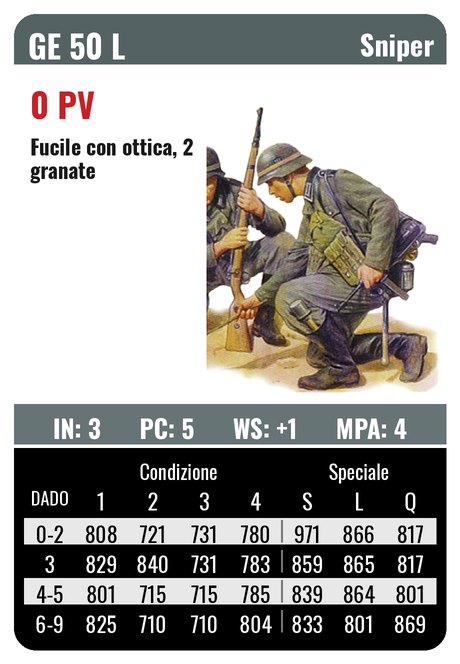 GE 50 L Sniper
0 PV
Fucile con ottica, 2
granate
IN: 3 PC: 5 WS: +1 MPA: 4
Condizione Speciale
DADO 1 2 3 4 S L Q
0-2 808 721 731 780 971 866 817
3 829 840 731 783 859 865 817
4-5 801 715 715 785 839 864 801
6-9 825 710 710 804 833 801 869